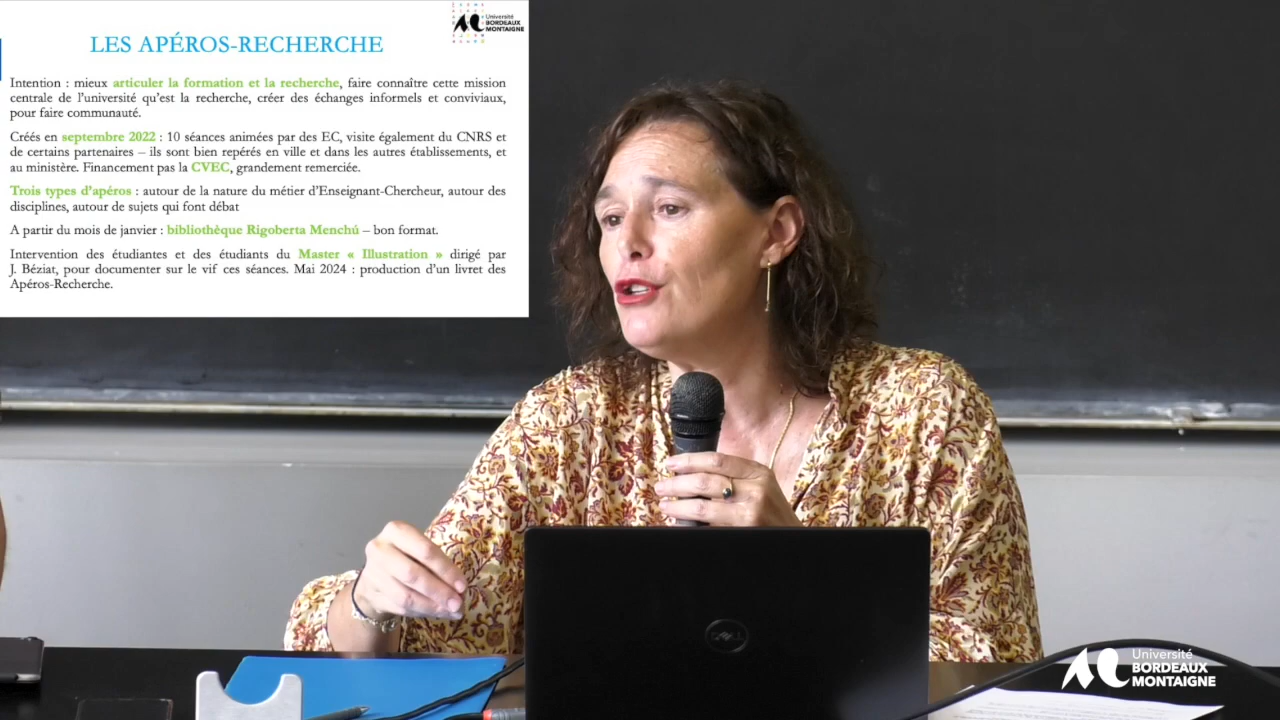 Université
BORDEAUX
MONTAIGNE
LES APÉROS-RECHERCHE
Intention : mieux articuler la formation et la recherche, faire connaître cette mission
centrale de l'université qu'est la recherche, créer des échanges informels et conviviaux,
pour faire communauté.
Créés en septembre 2022 : 10 séances animées par des EC, visite également du CNRS et
de certains partenaires – ils sont bien repérés en ville et dans les autres établissements, et
au ministère. Financement pas la CVEC, grandement remerciée.
Trois types d'apéros : autour de la nature du métier d'Enseignant-Chercheur, autour des
disciplines, autour de sujets qui font débat
A partir du mois de janvier : bibliothèque Rigoberta Menchú – bon format.
Intervention des étudiantes et des étudiants du Master « Illustration » dirigé par
J. Béziat, pour documenter sur le vif ces séances. Mai 2024 : production d'un livret des
Apéros-Recherche.
DELL
Université
BORDEAUX
MONTAIGNE